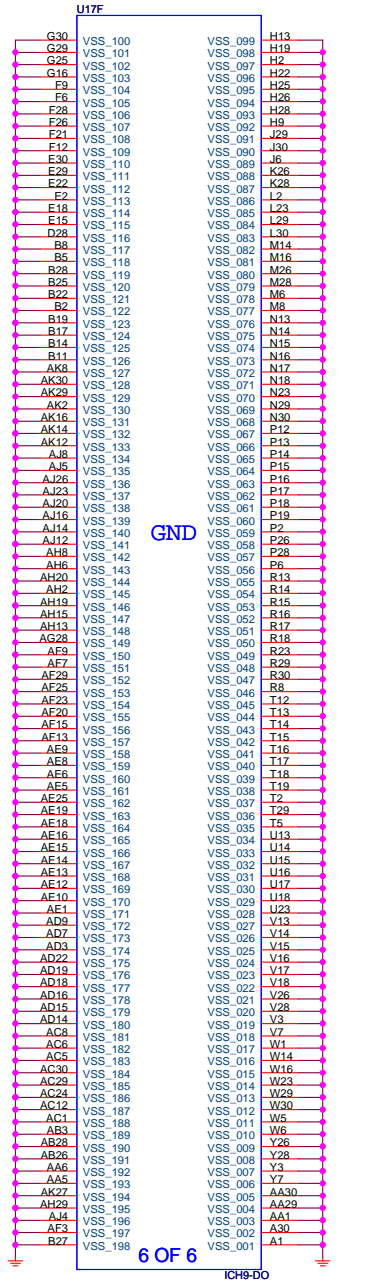 U17F
G30 VSS_100 VSS_099 H13
G29 VSS_101 VSS_098 H19
G25 VSS_102 VSS_097 H2
G16 VSS_103 VSS_096 H22
F9 VSS_104 VSS_095 H25
F6 VSS_105 VSS_094 H26
F28 VSS_106 VSS_093 H28
F26 VSS_107 VSS_092 H9
F21 VSS_108 VSS_091 J29
F12 VSS_109 VSS_090 J30
E30 VSS_110 VSS_089 J6
E29 VSS_111 VSS_088 K26
E22 VSS_112 VSS_087 K28
E2 VSS_113 VSS_086 L2
E18 VSS_114 VSS_085 L23
E15 VSS_115 VSS_084 L29
D28 VSS_116 VSS_083 L30
B8 VSS_117 VSS_082 M14
B5 VSS_118 VSS_081 M16
B28 VSS_119 VSS_080 M26
B25 VSS_120 VSS_079 M28
B22 VSS_121 VSS_078 M6
B2 VSS_122 VSS_077 M8
B19 VSS_123 VSS_076 N13
B17 VSS_124 VSS_075 N14
B14 VSS_125 VSS_074 N15
B11 VSS_126 VSS_073 N16
AK8 VSS_127 VSS_072 N17
AK30 VSS_128 VSS_071 N18
AK29 VSS_129 VSS_070 N23
AK2 VSS_130 VSS_069 N29
AK16 VSS_131 VSS_068 N30
AK14 VSS_132 VSS_067 P12
AK12 VSS_133 VSS_066 P13
AJ8 VSS_134 VSS_065 P14
AJ5 VSS_135 VSS_064 P15
AJ26 VSS_136 VSS_063 P16
AJ23 VSS_137 VSS_062 P17
AJ20 VSS_138 VSS_061 P18
AJ16 VSS_139 VSS_060 P19
AJ14 VSS_140 GND VSS_059 P2
AJ12 VSS_141 VSS_058 P26
AH8 VSS_142 VSS_057 P28
AH6 VSS_143 VSS_056 P6
AH20 VSS_144 VSS_055 R13
AH2 VSS_145 VSS_054 R14
AH19 VSS_146 VSS_053 R15
AH15 VSS_147 VSS_052 R16
AH13 VSS_148 VSS_051 R17
AG28 VSS_149 VSS_050 R18
AF9 VSS_150 VSS_049 R23
AF7 VSS_151 VSS_048 R29
AF29 VSS_152 VSS_047 R30
AF25 VSS_153 VSS_046 R8
AF23 VSS_154 VSS_045 T12
AF20 VSS_155 VSS_044 T13
AF15 VSS_156 VSS_043 T14
AF13 VSS_157 VSS_042 T15
AE9 VSS_158 VSS_041 T16
AE8 VSS_159 VSS_040 T17
AE6 VSS_160 VSS_039 T18
AE5 VSS_161 VSS_038 T19
AE25 VSS_162 VSS_037 T2
AE19 VSS_163 VSS_036 T29
AE18 VSS_164 VSS_035 T5
AE16 VSS_165 VSS_034 U13
AE15 VSS_166 VSS_033 U14
AE14 VSS_167 VSS_032 U15
AE13 VSS_168 VSS_031 U16
AE12 VSS_169 VSS_030 U17
AE10 VSS_170 VSS_029 U18
AE1 VSS_171 VSS_028 U23
AD9 VSS_172 VSS_027 V13
AD7 VSS_173 VSS_026 V14
AD3 VSS_174 VSS_025 V15
AD22 VSS_175 VSS_024 V16
AD19 VSS_176 VSS_023 V17
AD18 VSS_177 VSS_022 V18
AD16 VSS_178 VSS_021 V26
AD15 VSS_179 VSS_020 V28
AD14 VSS_180 VSS_019 V3
AC8 VSS_181 VSS_018 V7
AC6 VSS_182 VSS_017 W1
AC5 VSS_183 VSS_016 W14
AC30 VSS_184 VSS_015 W16
AC29 VSS_185 VSS_014 W23
AC24 VSS_186 VSS_013 W29
AC12 VSS_187 VSS_012 W30
AC1 VSS_188 VSS_011 W5
AB3 VSS_189 VSS_010 W6
AB28 VSS_190 VSS_009 Y26
AB26 VSS_191 VSS_008 Y28
AA6 VSS_192 VSS_007 Y3
AA5 VSS_193 VSS_006 Y7
AK27 VSS_194 VSS_005 AA30
AH29 VSS_195 VSS_004 AA29
AJ4 VSS_196 VSS_003 AA1
AF3 VSS_197 VSS_002 A30
B27 VSS_198 VSS_001 A1
6 OF 6
ICH9-DO